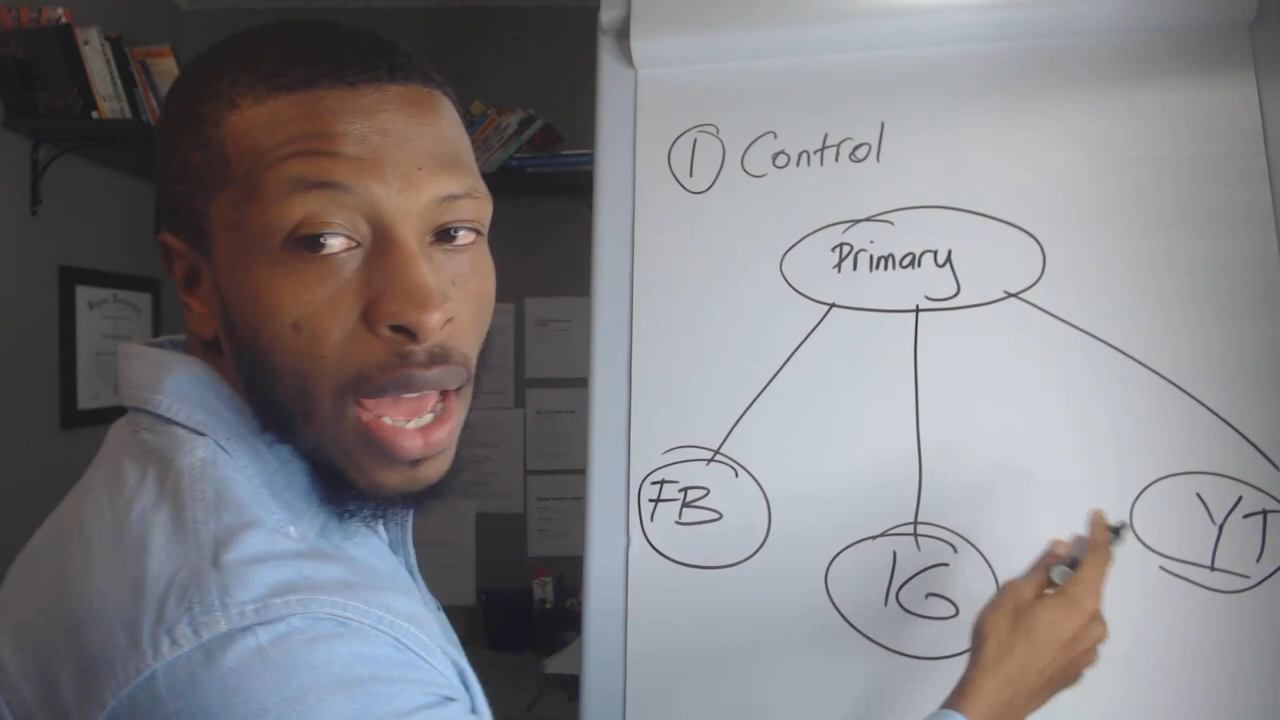 ① Control
Primary
FB
IG
YT